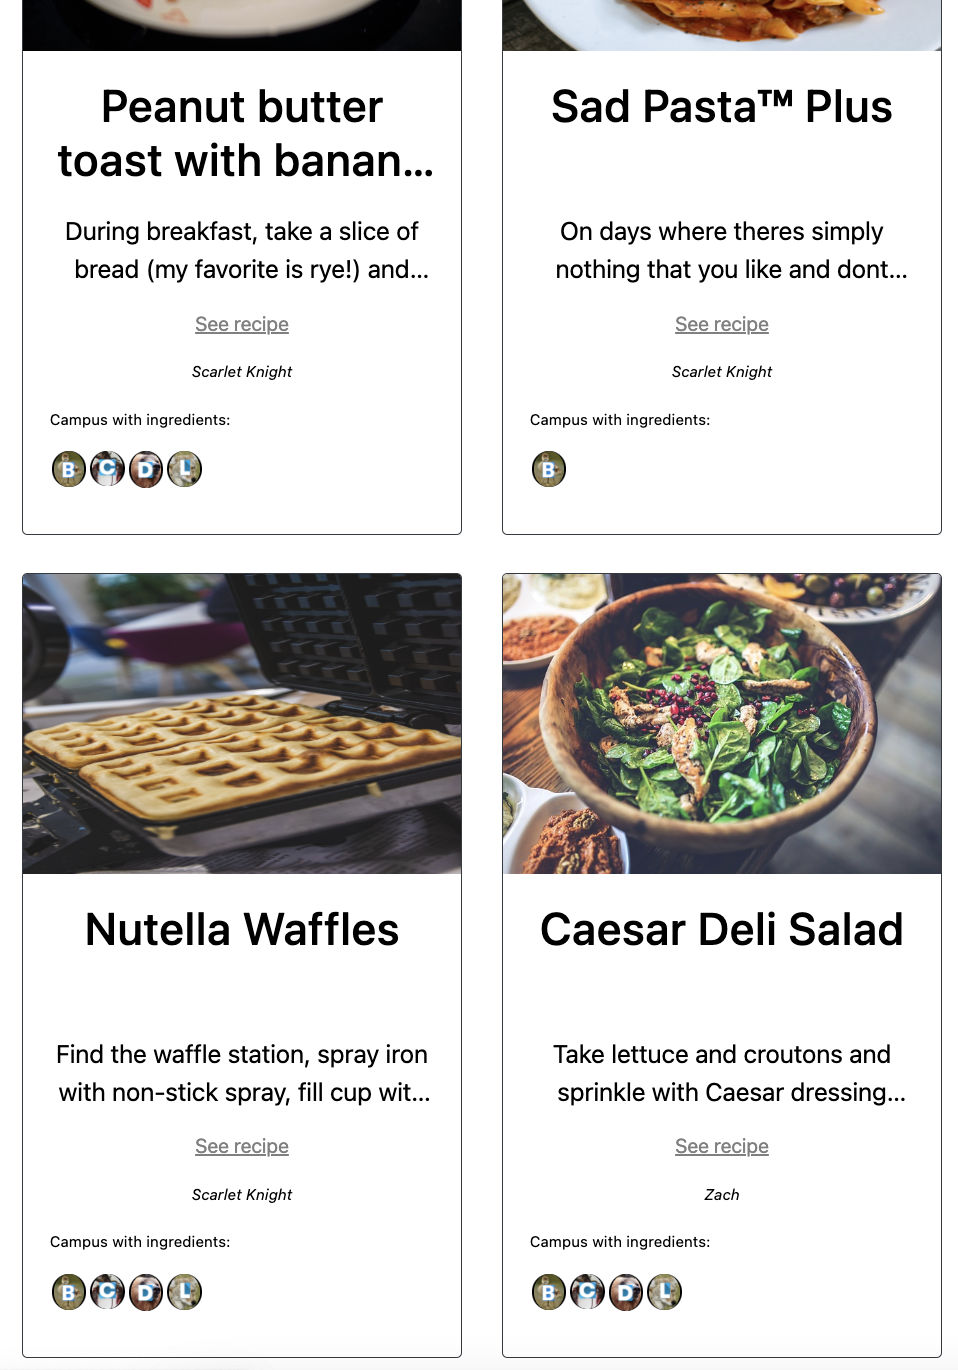 Peanut butter
toast with banan...
During breakfast, take a slice of
bread (my favorite is rye!) and...
See recipe
Scarlet Knight
Campus with ingredients:
B C D L
Sad Pasta™ Plus
On days where theres simply
nothing that you like and dont...
See recipe
Scarlet Knight
Campus with ingredients:
B
Nutella Waffles
Find the waffle station, spray iron
with non-stick spray, fill cup wit...
See recipe
Scarlet Knight
Campus with ingredients:
B C D L
Caesar Deli Salad
Take lettuce and croutons and
sprinkle with Caesar dressing...
See recipe
Zach
Campus with ingredients:
B C D L